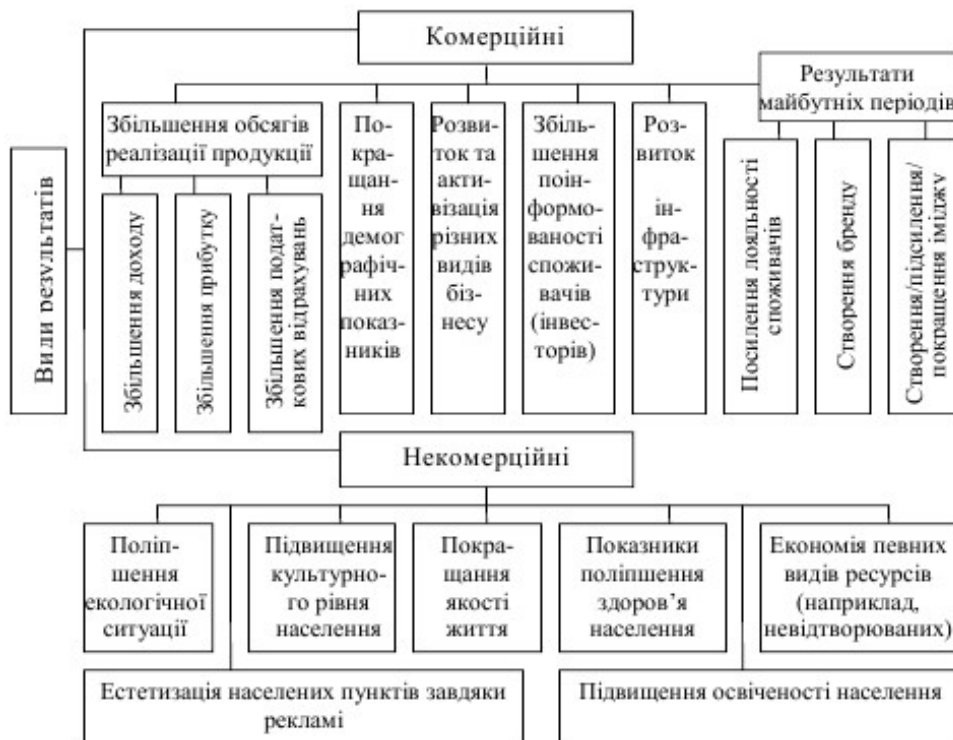 Комерційні
Результати
майбутніх періодів
Збільшення обсягів
реалізації продукції
Збільшення доходу
Збільшення прибутку
Збільшення подат-
кових відрахувань
По-
кра-
щан-
ня
демог
рафіч-
них
показ-
ників
Розви-
ток та
акти-
візація
різних
видів
біз-
несу
Збіль-
шення
поін-
формо-
ваності
спожи-
вачів
(інвес-
торів)
Роз-
виток
ін-
фра-
струк-
тури
Посилення лояльності
споживачів
Створення бренду
Створення/підсилення/
покращення іміджу
Види результатів
Некомерційні
Поліп-
шення
екологічної
ситуації
Підвищення
культурно-
го рівня
населення
Покра-
щання
якості
життя
Показники
поліпшення
здоров’я
населення
Економія певних
видів ресурсів
(наприклад,
невідтворюваних)
Естетизація населених пунктів завдяки
рекламі
Підвищення освіченості населення